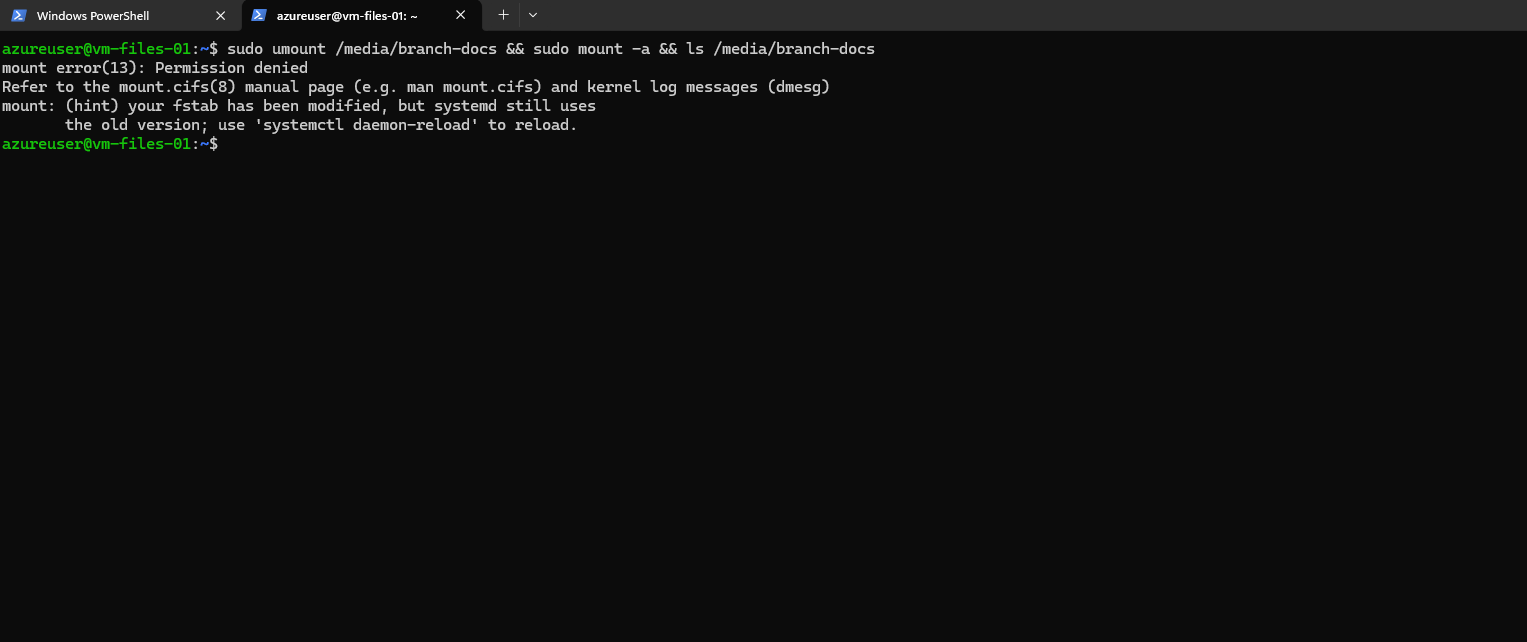 Windows PowerShell
azureuser@vm-files-01: ~
azureuser@vm-files-01:~$ sudo umount /media/branch-docs && sudo mount -a && ls /media/branch-docs
mount error(13): Permission denied
Refer to the mount.cifs(8) manual page (e.g. man mount.cifs) and kernel log messages (dmesg)
mount: (hint) your fstab has been modified, but systemd still uses
       the old version; use 'systemctl daemon-reload' to reload.
azureuser@vm-files-01:~$